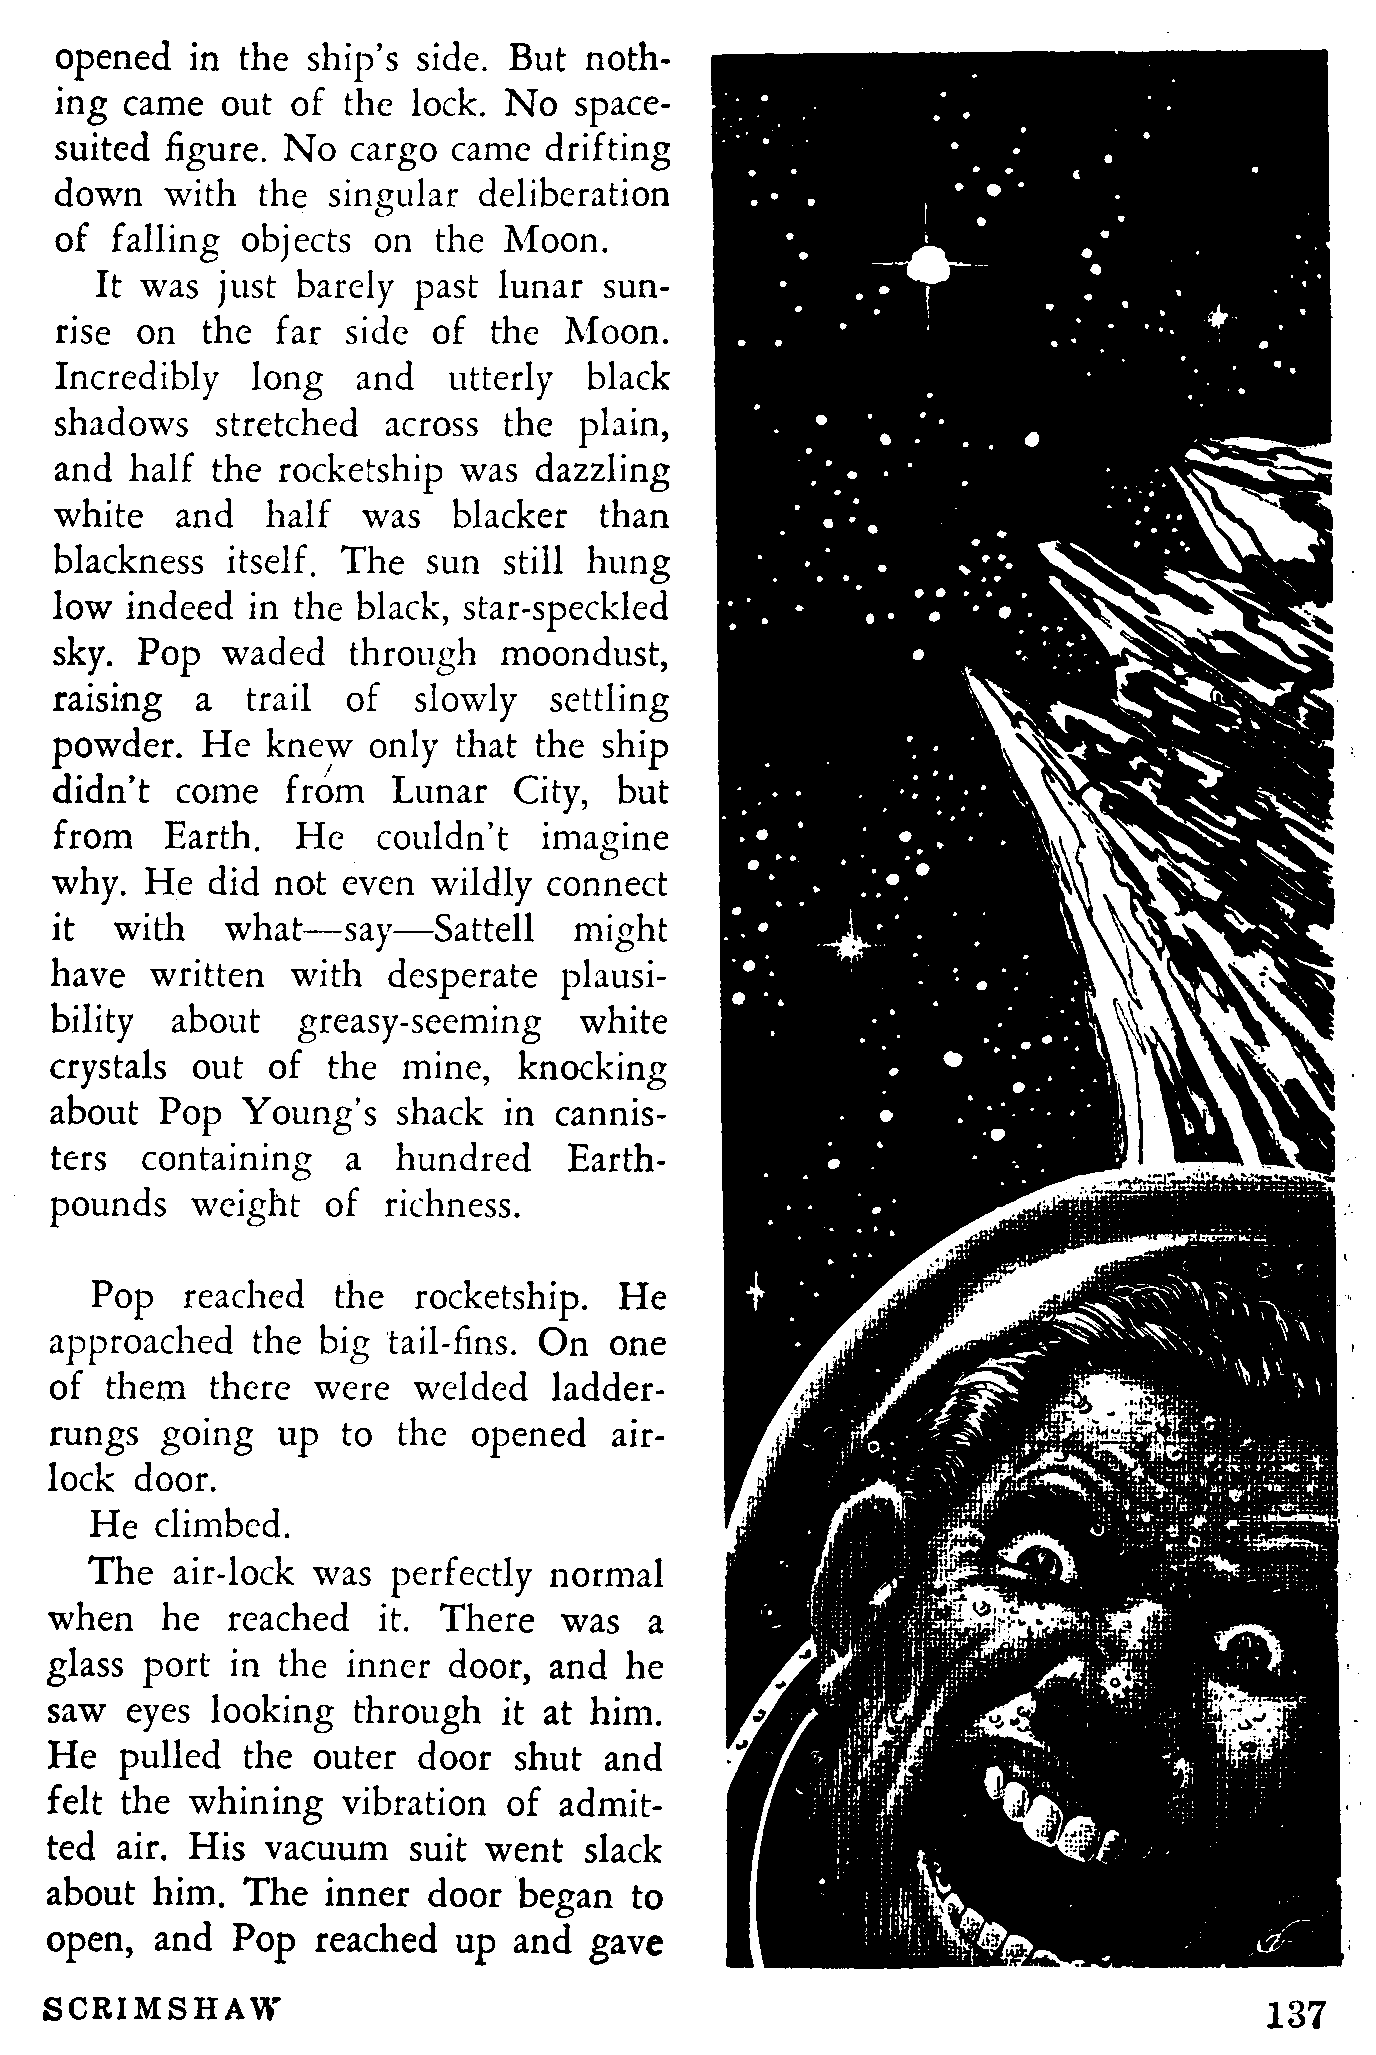 opened in the ship's side. But noth-
ing came out of the lock. No space-
suited figure. No cargo came drifting
down with the singular deliberation
of falling objects on the Moon.
It was just barely past lunar sun-
rise on the far side of the Moon.
Incredibly long and utterly black
shadows stretched across the plain,
and half the rocketship was dazzling
white and half was blacker than
blackness itself. The sun still hung
low indeed in the black, star-speckled
sky. Pop waded through moondust,
raising a trail of slowly settling
powder. He knew only that the ship
didn't come from Lunar City, but
from Earth. He couldn't imagine
why. He did not even wildly connect
it with what—say—Sattell might
have written with desperate plausi-
bility about greasy-seeming white
crystals out of the mine, knocking
about Pop Young's shack in cannis-
ters containing a hundred Earth-
pounds weight of richness.
Pop reached the rocketship. He
approached the big tail-fins. On one
of them there were welded ladder-
rungs going up to the opened air-
lock door.
He climbed.
The air-lock was perfectly normal
when he reached it. There was a
glass port in the inner door, and he
saw eyes looking through it at him.
He pulled the outer door shut and
felt the whining vibration of admit-
ted air. His vacuum suit went slack
about him. The inner door began to
open, and Pop reached up and gave
SCRIMSHAW
137